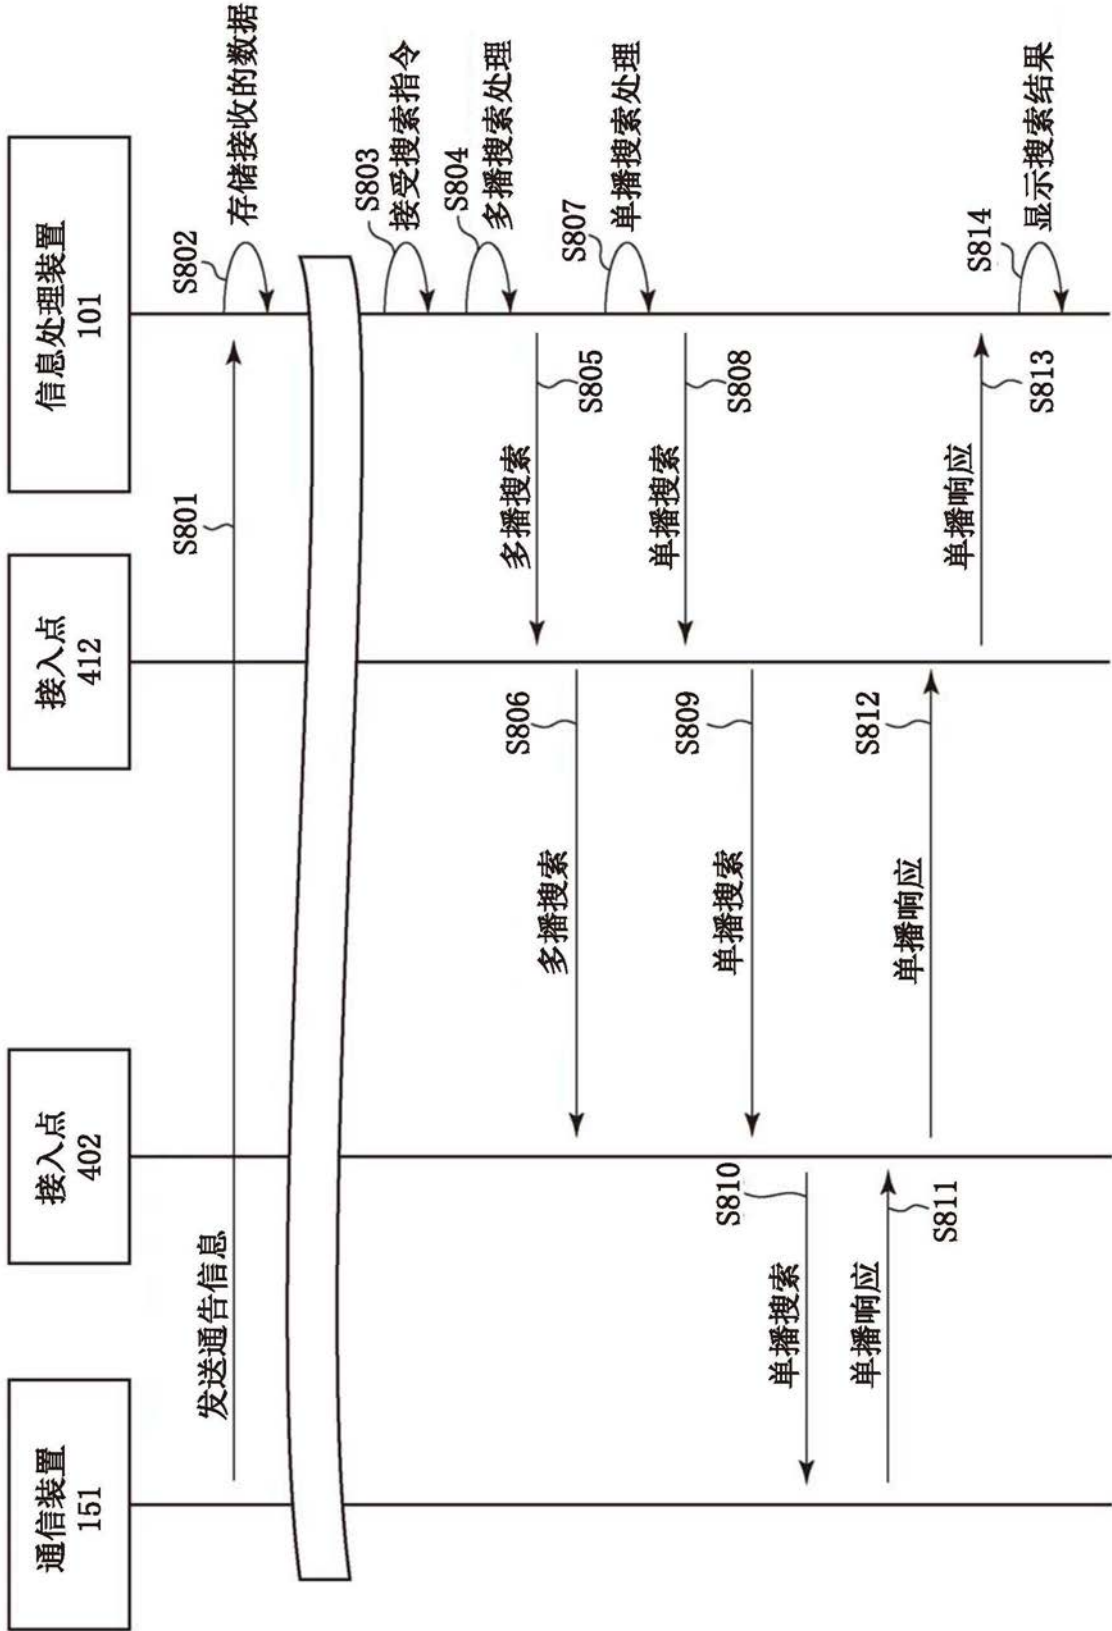 通信装置
151
接入点
402
接入点
412
信息处理装置
101
发送通告信息
S801
S802
存储接收的数据
S803
接受搜索指令
S804
多播搜索处理
多播搜索
S805
多播搜索
S806
S807
单播搜索处理
单播搜索
S808
单播搜索
S809
单播搜索
S810
单播响应
S811
单播响应
S812
单播响应
S813
S814
显示搜索结果